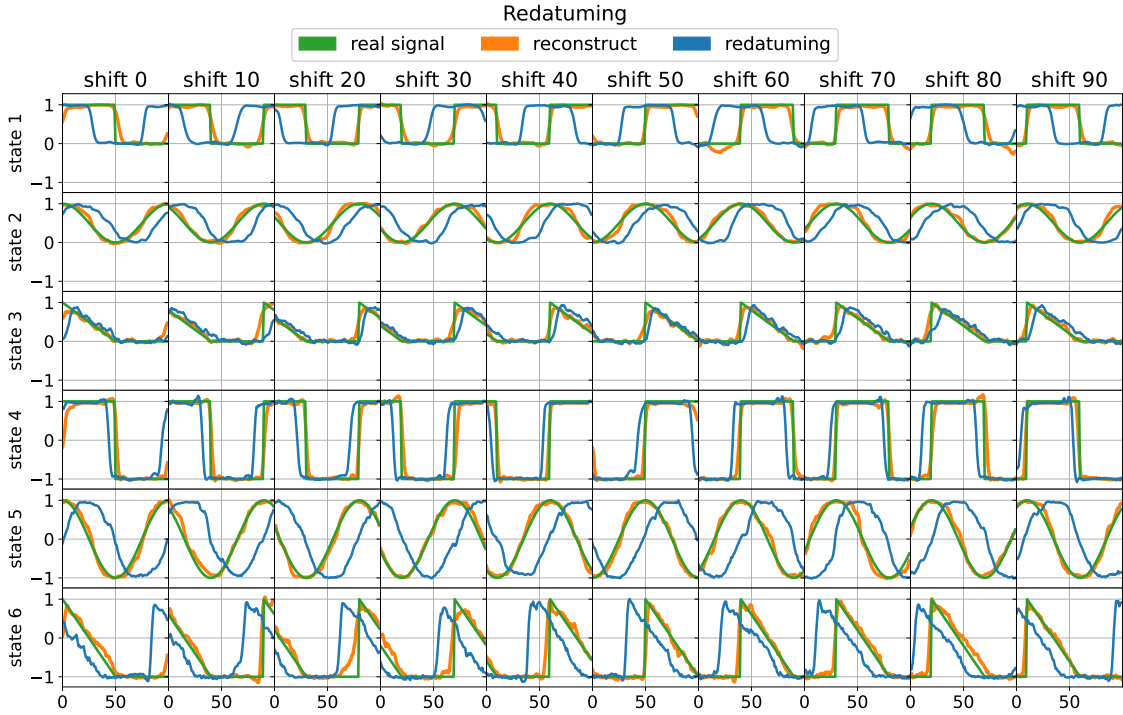 Redatuming
real signal reconstruct redatuming
shift 0 shift 10 shift 20 shift 30 shift 40 shift 50 shift 60 shift 70 shift 80 shift 90
state 1
1
0
−1
state 2
1
0
−1
state 3
1
0
−1
state 4
1
0
−1
state 5
1
0
−1
state 6
1
0
−1
0 50 0 50 0 50 0 50 0 50 0 50 0 50 0 50 0 50 0 50